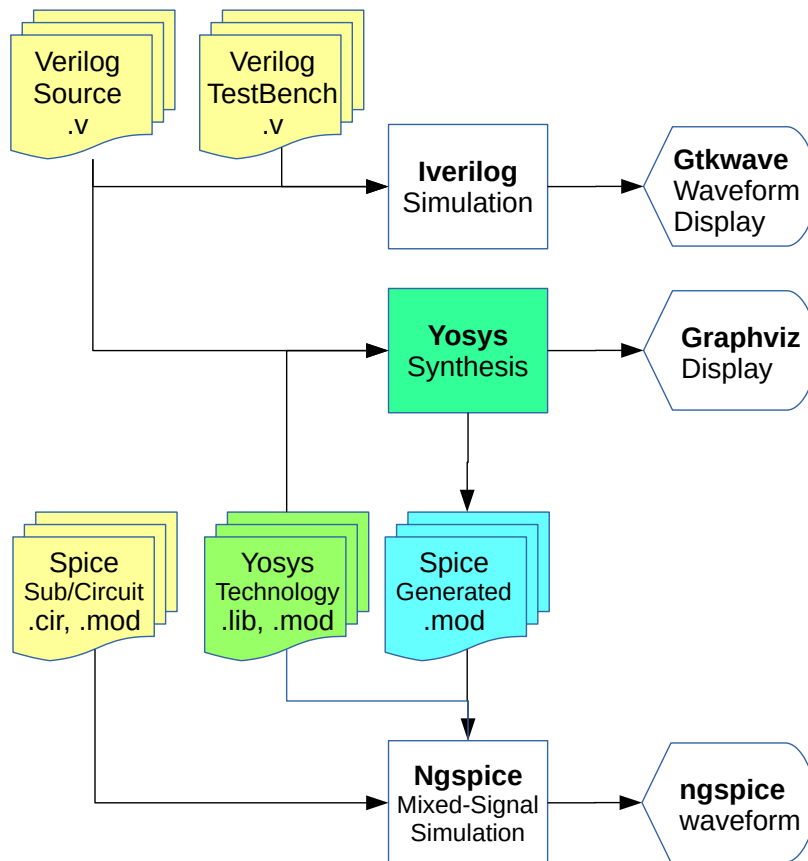 Verilog
Source
.v
Verilog
TestBench
.v
Iverilog
Simulation
Gtkwave
Waveform
Display
Yosys
Synthesis
Graphviz
Display
Spice
Sub/Circuit
.cir, .mod
Yosys
Technology
.lib, .mod
Spice
Generated
.mod
Ngspice
Mixed-Signal
Simulation
ngspice
waveform